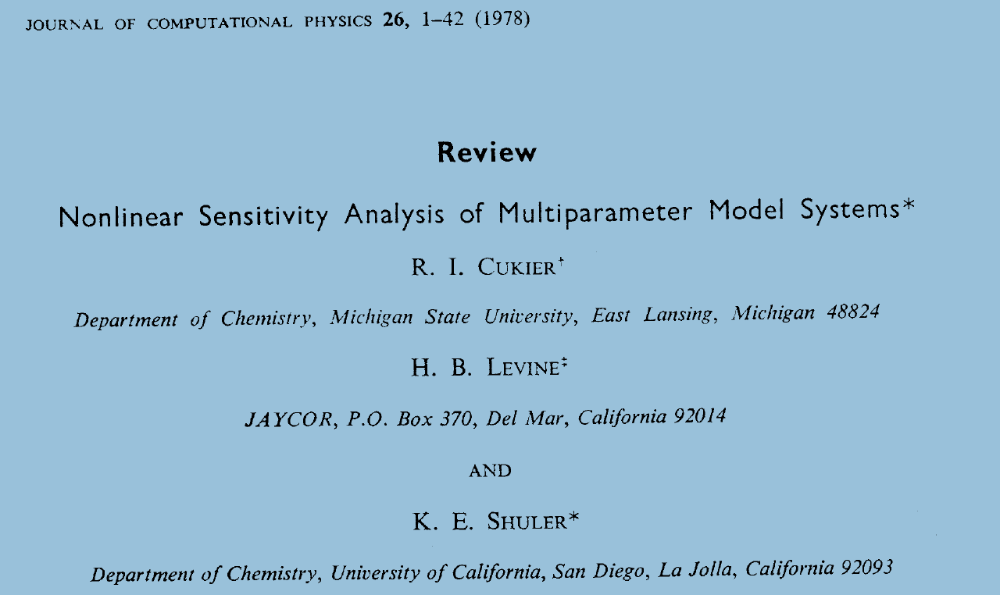 JOURNAL OF COMPUTATIONAL PHYSICS 26, 1–42 (1978)
Review
Nonlinear Sensitivity Analysis of Multiparameter Model Systems*
R. I. CUKIER†
Department of Chemistry, Michigan State University, East Lansing, Michigan 48824
H. B. LEVINE‡
JAYCOR, P.O. Box 370, Del Mar, California 92014
AND
K. E. SHULER*
Department of Chemistry, University of California, San Diego, La Jolla, California 92093